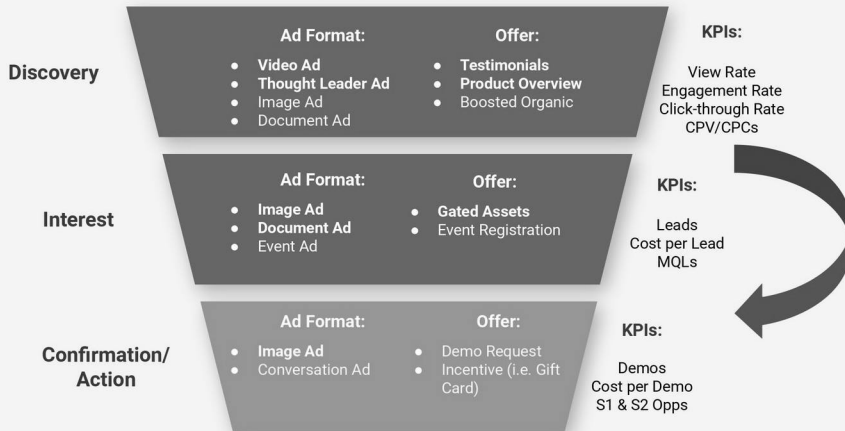 Discovery
Ad Format:
● Video Ad
● Thought Leader Ad
● Image Ad
● Document Ad
Offer:
● Testimonials
● Product Overview
● Boosted Organic
KPIs:
View Rate
Engagement Rate
Click-through Rate
CPV/CPCs
Interest
Ad Format:
● Image Ad
● Document Ad
● Event Ad
Offer:
● Gated Assets
● Event Registration
KPIs:
Leads
Cost per Lead
MQLs
Confirmation/
Action
Ad Format:
● Image Ad
● Conversation Ad
Offer:
● Demo Request
● Incentive (i.e. Gift
Card)
KPIs:
Demos
Cost per Demo
S1 & S2 Opps